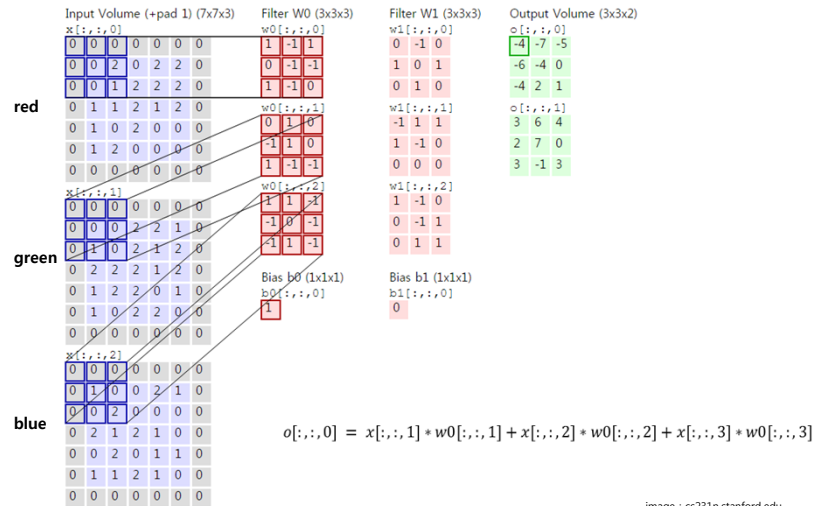 Input Volume (+pad 1) (7x7x3)
x[:,:,0]
0 0 0 0 0 0 0
0 0 2 0 2 2 0
0 0 1 2 2 2 0
red
0 1 1 2 1 2 0
0 1 0 2 0 0 0
0 1 2 0 0 0 0
0 0 0 0 0 0 0
x[:,:,1]
0 0 0 0 0 0 0
0 0 0 2 2 1 0
0 1 0 2 1 2 0
green
0 2 2 2 1 2 0
0 1 2 2 0 1 0
0 1 0 2 2 0 0
0 0 0 0 0 0 0
x[:,:,2]
0 0 0 0 0 0 0
0 1 0 0 2 1 0
0 0 2 0 0 0 0
blue
0 2 1 2 1 0 0
0 0 2 0 1 1 0
0 1 1 2 1 0 0
0 0 0 0 0 0 0
Filter W0 (3x3x3)
w0[:,:,0]
1 -1 1
0 -1 -1
1 -1 0
w0[:,:,1]
0 1 0
-1 1 0
1 -1 -1
w0[:,:,2]
1 1 -1
-1 0 -1
-1 1 -1
Bias b0 (1x1x1)
b0[:,:,0]
1
Filter W1 (3x3x3)
w1[:,:,0]
0 -1 0
1 0 1
0 1 0
w1[:,:,1]
-1 1 1
1 -1 0
0 0 0
w1[:,:,2]
1 -1 0
0 -1 1
0 1 1
Bias b1 (1x1x1)
b1[:,:,0]
0
Output Volume (3x3x2)
o[:,:,0]
-4 -7 -5
-6 -4 0
-4 2 1
o[:,:,1]
3 6 4
2 7 0
3 -1 3
o[:,:,0] = x[:,:,1] * w0[:,:,1] + x[:,:,2] * w0[:,:,2] + x[:,:,3] * w0[:,:,3]
image : cs231n.stanford.edu